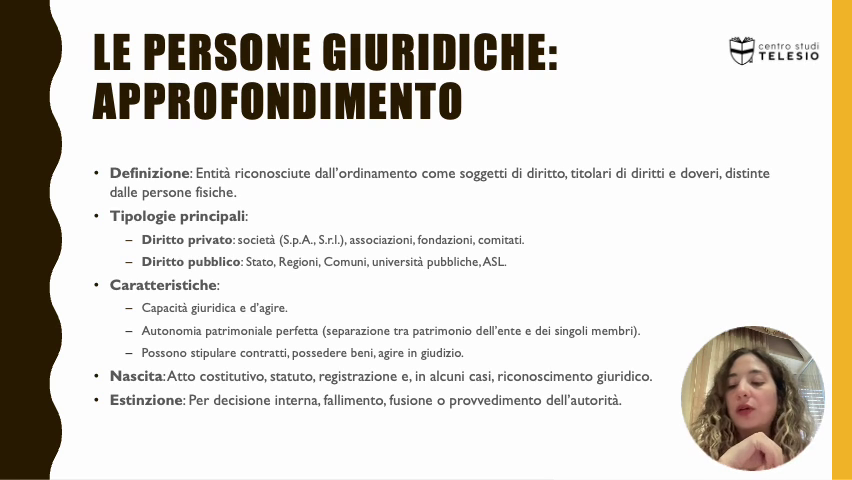 LE PERSONE GIURIDICHE:
APPROFONDIMENTO
centro studi
TELESIO
• Definizione: Entità riconosciute dall'ordinamento come soggetti di diritto, titolari di diritti e doveri, distinte
dalle persone fisiche.
• Tipologie principali:
– Diritto privato: società (S.p.A., S.r.l.), associazioni, fondazioni, comitati.
– Diritto pubblico: Stato, Regioni, Comuni, università pubbliche, ASL.
• Caratteristiche:
– Capacità giuridica e d'agire.
– Autonomia patrimoniale perfetta (separazione tra patrimonio dell'ente e dei singoli membri).
– Possono stipulare contratti, possedere beni, agire in giudizio.
• Nascita: Atto costitutivo, statuto, registrazione e, in alcuni casi, riconoscimento giuridico.
• Estinzione: Per decisione interna, fallimento, fusione o provvedimento dell'autorità.